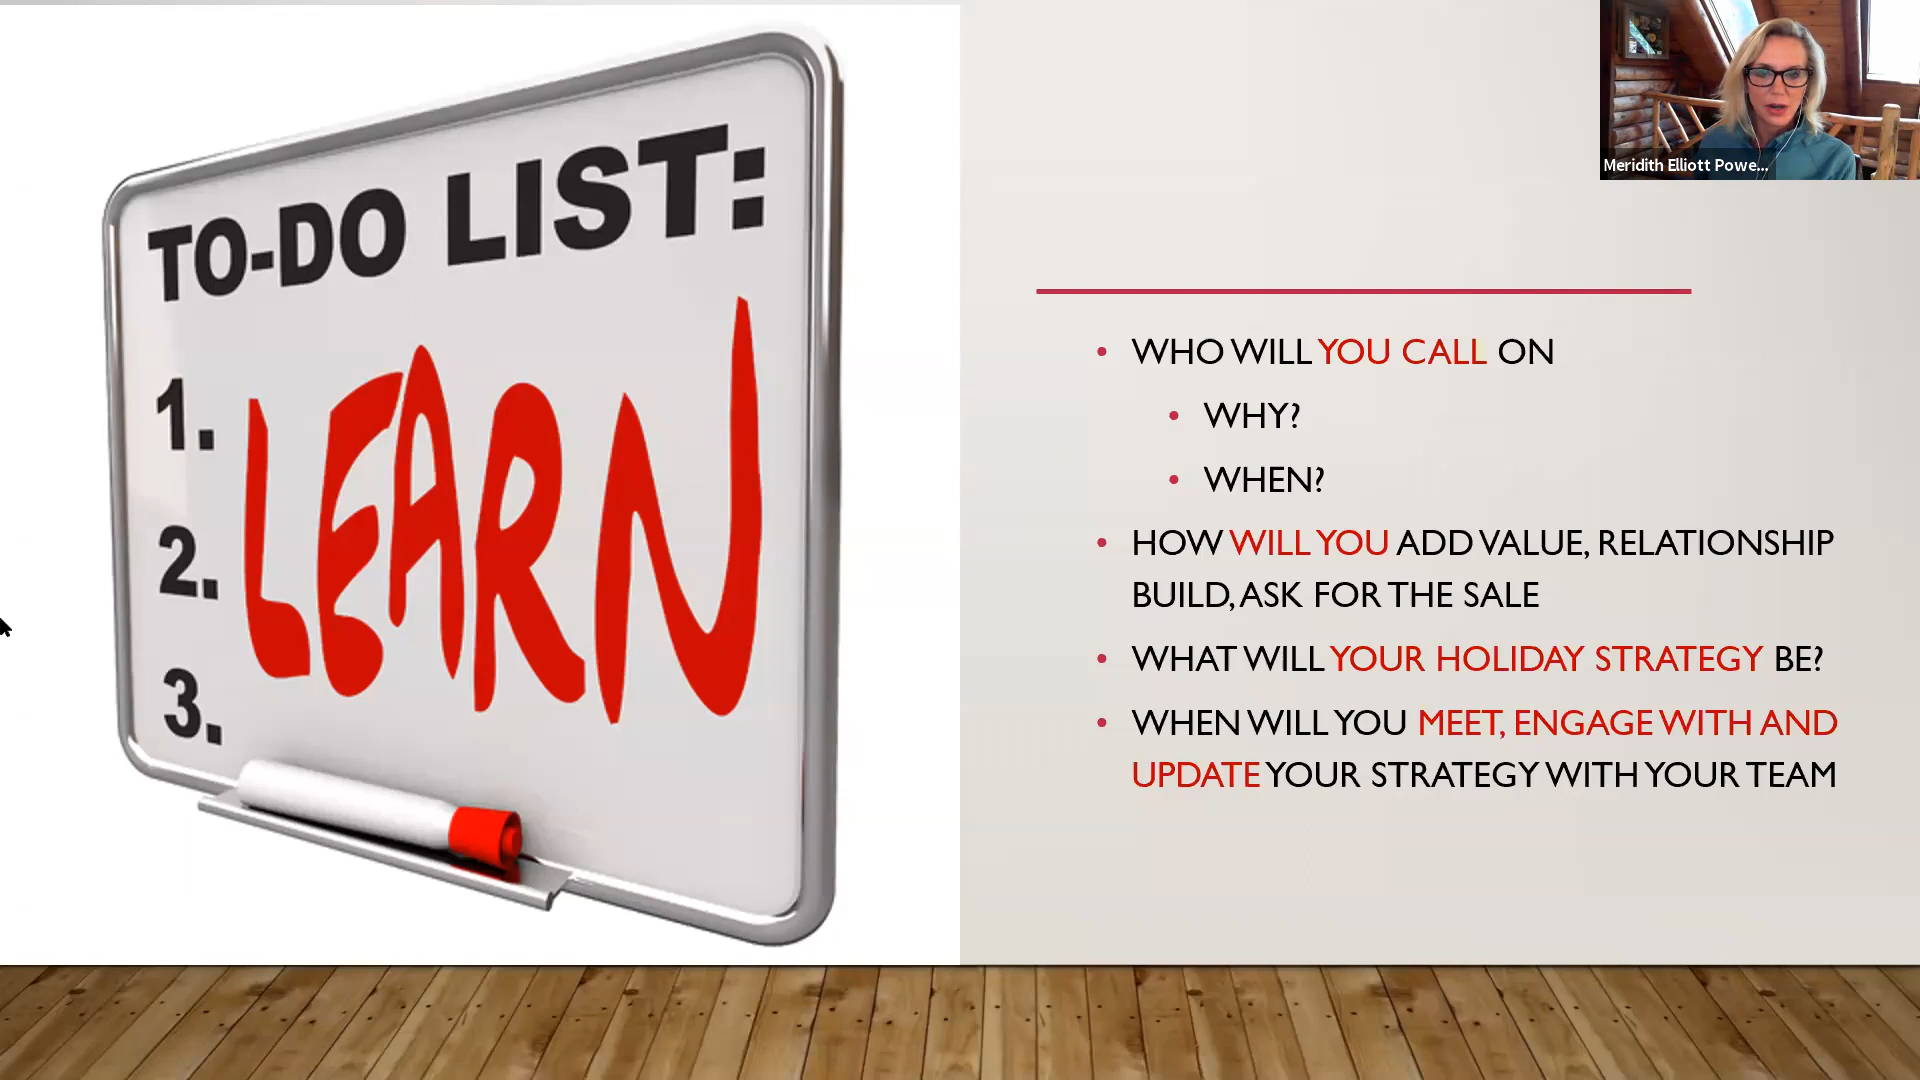 TO-DO LIST:
1.
2.
3.
LEARN
Meridith Elliott Powe...
• WHO WILL YOU CALL ON
• WHY?
• WHEN?
• HOW WILL YOU ADD VALUE, RELATIONSHIP
BUILD, ASK FOR THE SALE
• WHAT WILL YOUR HOLIDAY STRATEGY BE?
• WHEN WILL YOU MEET, ENGAGE WITH AND
UPDATE YOUR STRATEGY WITH YOUR TEAM